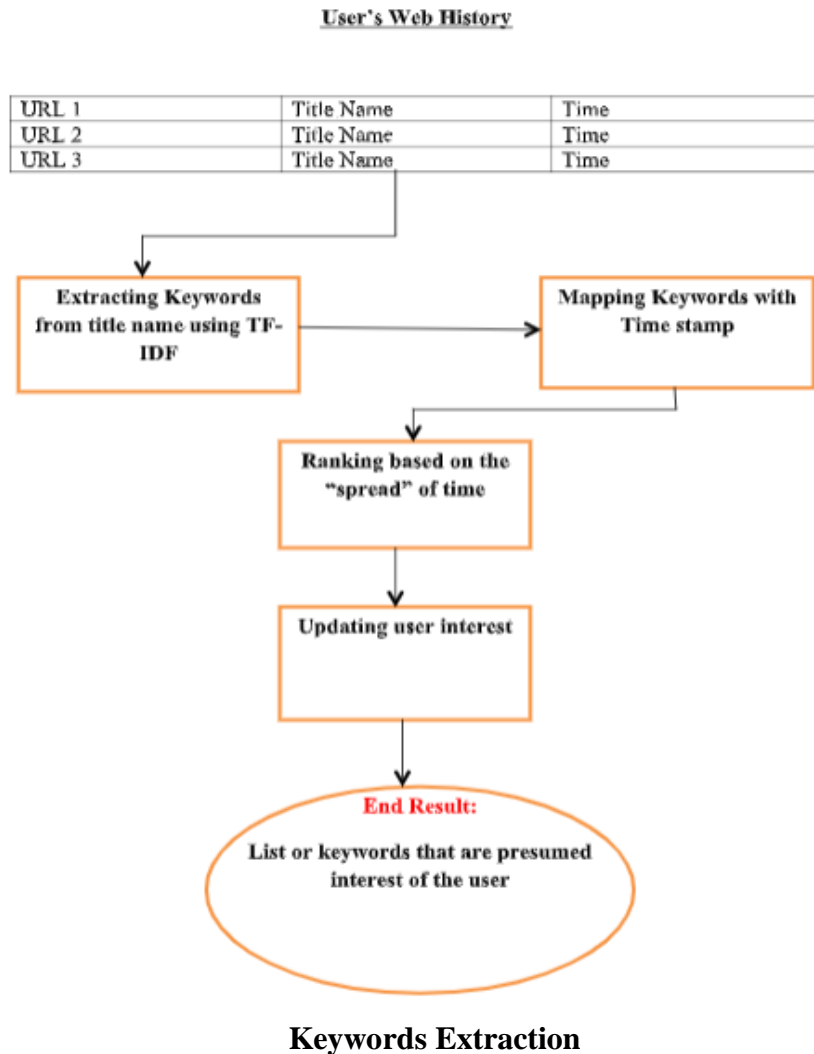 User's Web History
URL 1 Title Name Time
URL 2 Title Name Time
URL 3 Title Name Time
Extracting Keywords
from title name using TF-
IDF
Mapping Keywords with
Time stamp
Ranking based on the
“spread” of time
Updating user interest
End Result:
List or keywords that are presumed
interest of the user
Keywords Extraction